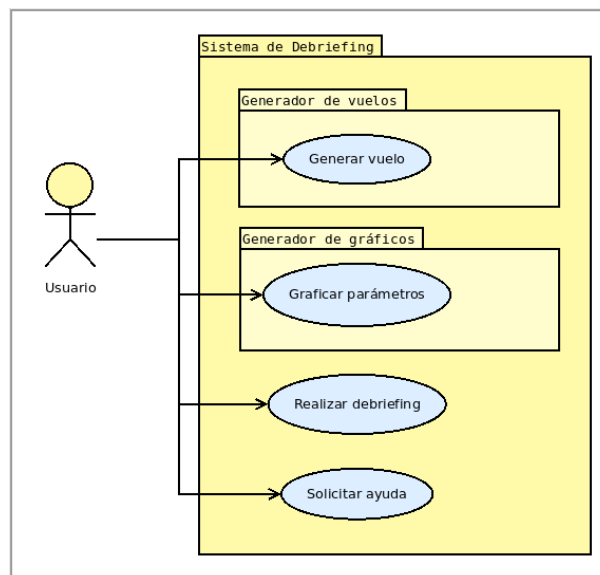 Sistema de Debriefing
Generador de vuelos
Generar vuelo
Generador de gráficos
Graficar parámetros
Usuario
Realizar debriefing
Solicitar ayuda